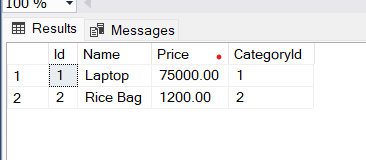 100 %
Results Messages
Id Name Price CategoryId
1 1 Laptop 75000.00 1
2 2 Rice Bag 1200.00 2